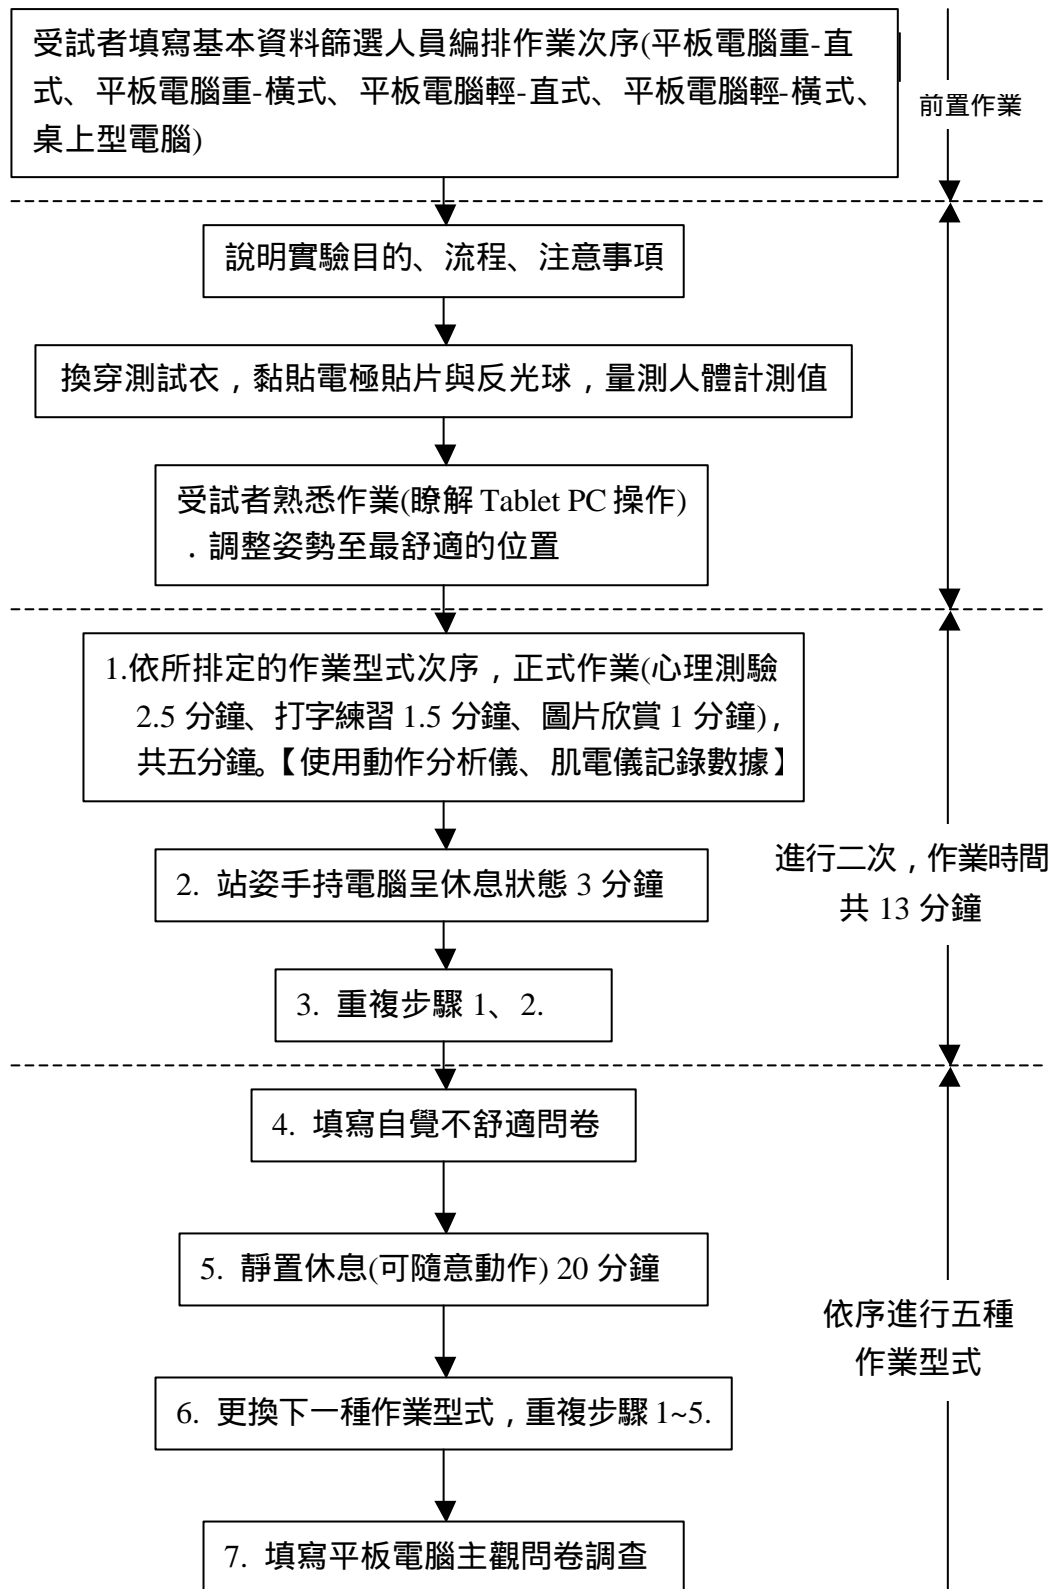 受試者填寫基本資料篩選人員編排作業次序(平板電腦重-直
式、平板電腦重-橫式、平板電腦輕-直式、平板電腦輕-橫式、
桌上型電腦)
前置作業
說明實驗目的、流程、注意事項
換穿測試衣，黏貼電極貼片與反光球，量測人體計測值
受試者熟悉作業(瞭解 Tablet PC 操作)
．調整姿勢至最舒適的位置
1.依所排定的作業型式次序，正式作業(心理測驗
2.5 分鐘、打字練習 1.5 分鐘、圖片欣賞 1 分鐘)，
共五分鐘。【使用動作分析儀、肌電儀記錄數據】
2. 站姿手持電腦呈休息狀態 3 分鐘
進行二次，作業時間
共 13 分鐘
3. 重複步驟 1、2.
4. 填寫自覺不舒適問卷
5. 靜置休息(可隨意動作) 20 分鐘
依序進行五種
作業型式
6. 更換下一種作業型式，重複步驟 1~5.
7. 填寫平板電腦主觀問卷調查